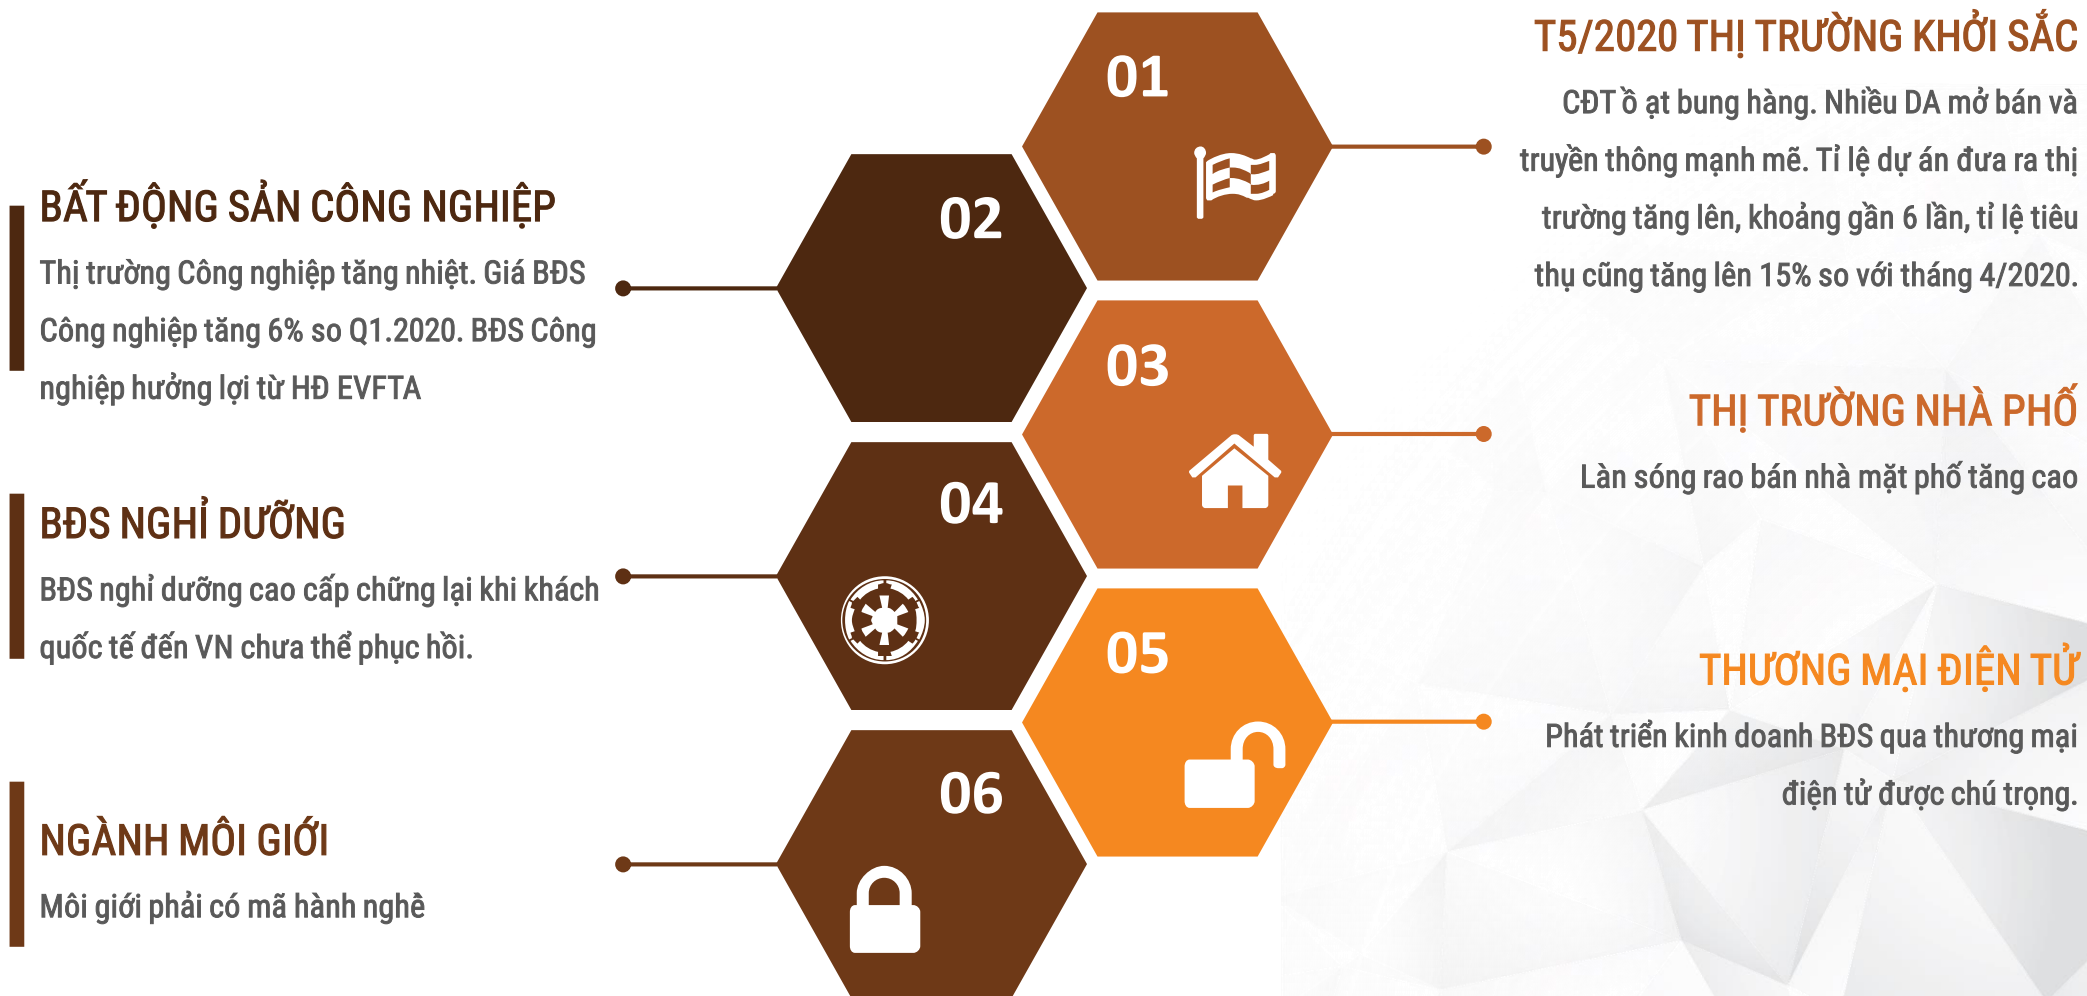 01
T5/2020 THỊ TRƯỜNG KHỞI SẮC
CĐT ồ ạt bung hàng. Nhiều DA mở bán và
truyền thông mạnh mẽ. Tỉ lệ dự án đưa ra thị
trường tăng lên, khoảng gần 6 lần, tỉ lệ tiêu
thụ cũng tăng lên 15% so với tháng 4/2020.
02
BẤT ĐỘNG SẢN CÔNG NGHIỆP
Thị trường Công nghiệp tăng nhiệt. Giá BĐS
Công nghiệp tăng 6% so Q1.2020. BĐS Công
nghiệp hưởng lợi từ HĐ EVFTA
03
THỊ TRƯỜNG NHÀ PHỐ
Làn sóng rao bán nhà mặt phố tăng cao
04
BĐS NGHỈ DƯỠNG
BĐS nghỉ dưỡng cao cấp chững lại khi khách
quốc tế đến VN chưa thể phục hồi.
05
THƯƠNG MẠI ĐIỆN TỬ
Phát triển kinh doanh BĐS qua thương mại
điện tử được chú trọng.
06
NGÀNH MÔI GIỚI
Môi giới phải có mã hành nghề